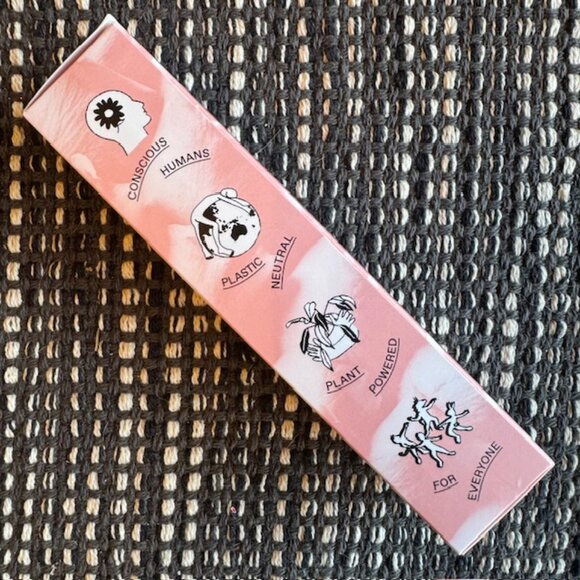 CONSCIOUS
HUMANS
PLASTIC
NEUTRAL
PLANT
POWERED
FOR
EVERYONE